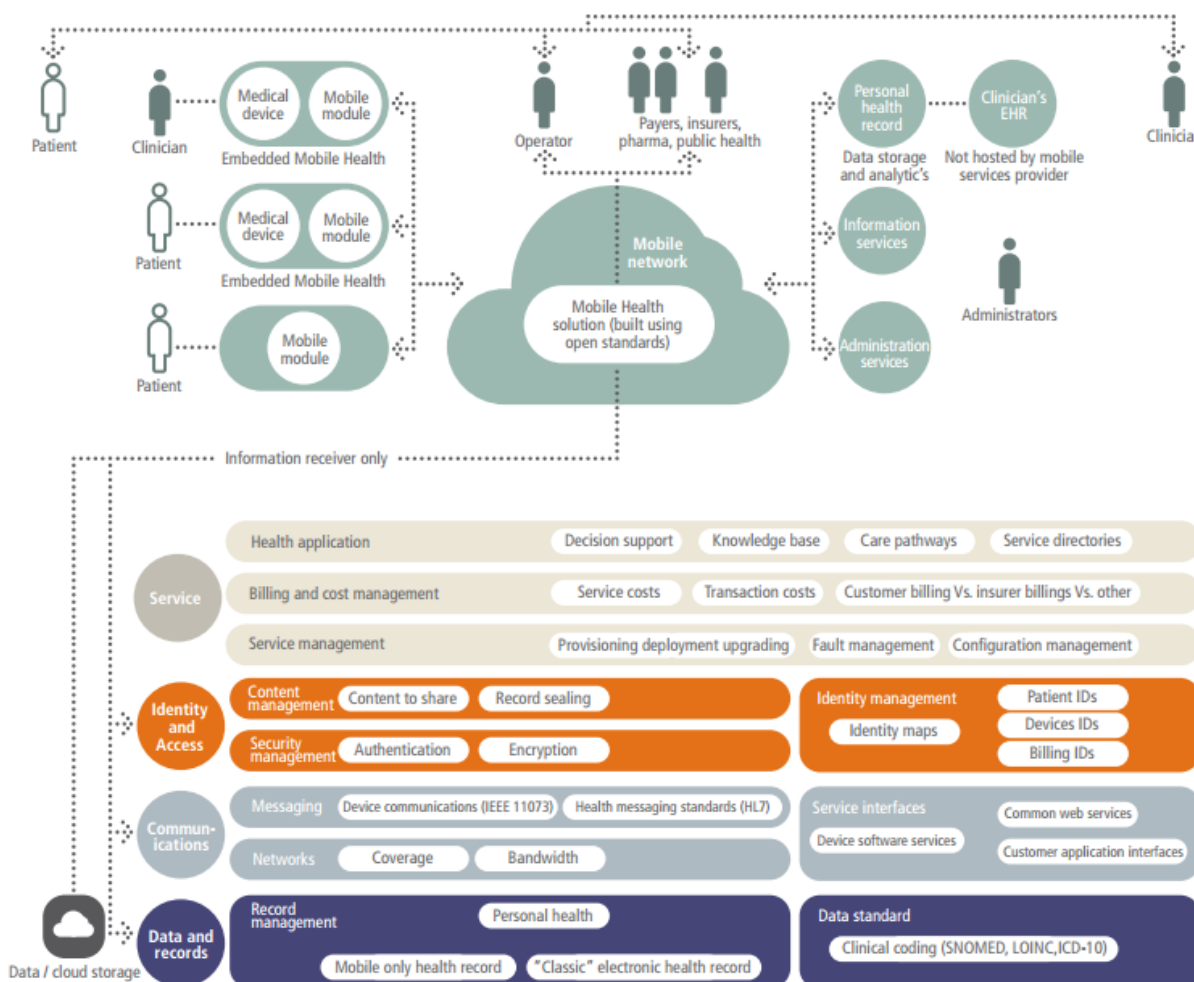 Patient
Clinician
Medical
device
Mobile
module
Embedded Mobile Health
Operator
Payers, insurers,
pharma, public health
Personal
health
record
Clinician's
EHR
Data storage
and analytic's
Not hosted by mobile
services provider
Clinicia
Patient
Medical
device
Mobile
module
Embedded Mobile Health
Mobile
network
Information
services
Mobile Health
solution (built using
open standards)
Administrators
Patient
Mobile
module
Administration
services
Information receiver only
Service
Health application
Decision support
Knowledge base
Care pathways
Service directories
Billing and cost management
Service costs
Transaction costs
Customer billing Vs. insurer billings Vs. other
Service management
Provisioning deployment upgrading
Fault management
Configuration management
Identity
and
Access
Content
management
Content to share
Record sealing
Security
management
Authentication
Encryption
Identity management
Identity maps
Patient IDs
Devices IDs
Billing IDs
Commun-
ications
Messaging
Device communications (IEEE 11073)
Health messaging standards (HL7)
Networks
Coverage
Bandwidth
Service interfaces
Device software services
Common web services
Customer application interfaces
Data and
records
Record
management
Personal health
Mobile only health record
"Classic" electronic health record
Data standard
Clinical coding (SNOMED, LOINC,ICD•10)
Data / cloud storage